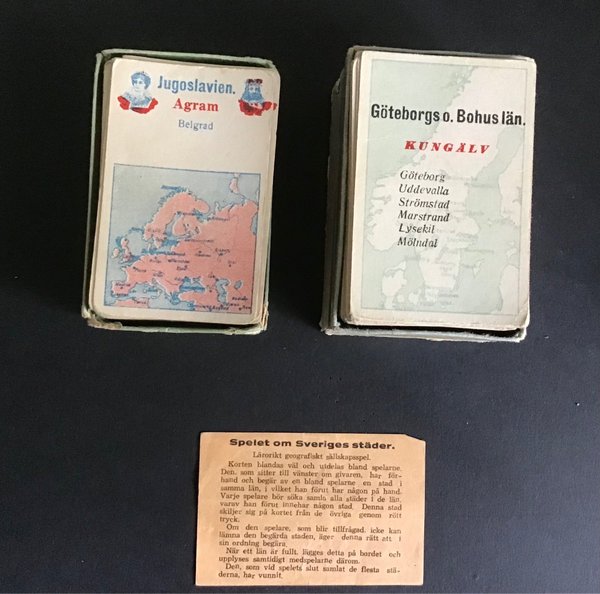 Jugoslavien.
Agram
Belgrad
Göteborgs o. Bohus län.
KUNGÄLV
Göteborg
Uddevalla
Strömstad
Marstrand
Lysekil
Mölndal
Spelet om Sveriges städer.
Lärorikt geografiskt sällskapsspel.
Korten blandas väl och utdelas bland spelarne.
Den, som sitter till vänster om givaren, har för-
hand och begär av en bland spelarne en stad i
samma län, i vilket han förut har någon på hand.
Varje spelare bör söka samla alla städer i de län,
varav han förut innehar någon stad. Denna stad
skiljer sig på kortet från de övriga genom rött
tryck.
Om den spelare, som blir tillfrågad, icke kan
lämna den begärda staden, äger denna rätt att i
sin ordning begära.
När ett län är fullt, lägges detta på bordet och
upplyses samtidigt medspelarne därom.
Den, som vid spelets slut samlat de flesta stä-
derna, har vunnit.